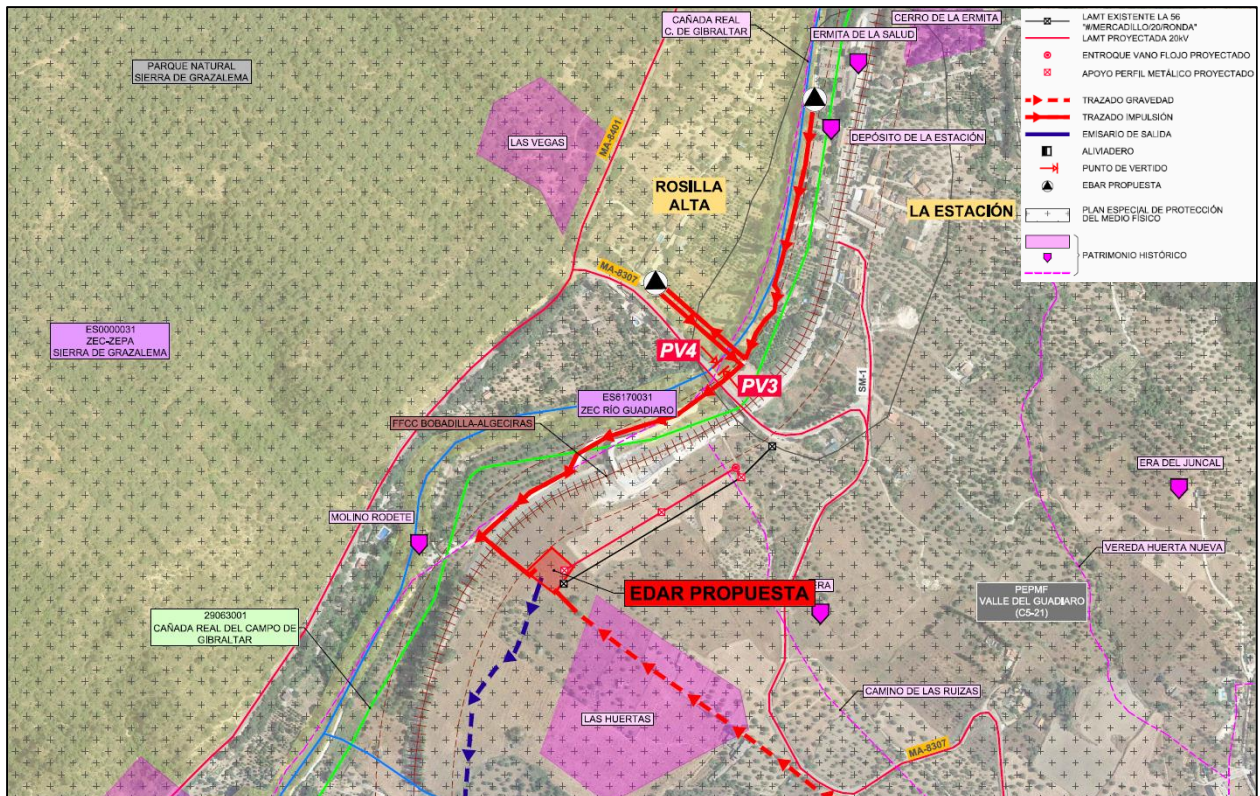 PARQUE NATURAL
SIERRA DE GRAZALEMA
CAÑADA REAL
C. DE GIBRALTAR
CERRO DE LA ERMITA
ERMITA DE LA SALUD
LAS VEGAS
MA-8401
DEPÓSITO DE LA ESTACIÓN
ROSILLA
ALTA
LA ESTACIÓN
MA-8307
ES0000031
ZEC-ZEPA
SIERRA DE GRAZALEMA
PV4
PV3
SM-1
ES6170031
ZEC RÍO GUADIARO
FFCC BOBADILLA-ALGECIRAS
ERA DEL JUNCAL
MOLINO RODETE
VEREDA HUERTA NUEVA
EDAR PROPUESTA
ERA
PEPMF
VALLE DEL GUADIARO
(C5-21)
29063001
CAÑADA REAL DEL CAMPO DE
GIBRALTAR
CAMINO DE LAS RUIZAS
LAS HUERTAS
MA-8307
LAMT EXISTENTE LA 56
"#/MERCADILLO/20/RONDA"
LAMT PROYECTADA 20kV
ENTROQUE VANO FLOJO PROYECTADO
APOYO PERFIL METÁLICO PROYECTADO
TRAZADO GRAVEDAD
TRAZADO IMPULSIÓN
EMISARIO DE SALIDA
ALIVIADERO
PUNTO DE VERTIDO
EBAR PROPUESTA
PLAN ESPECIAL DE PROTECCIÓN
DEL MEDIO FÍSICO
PATRIMONIO HISTÓRICO